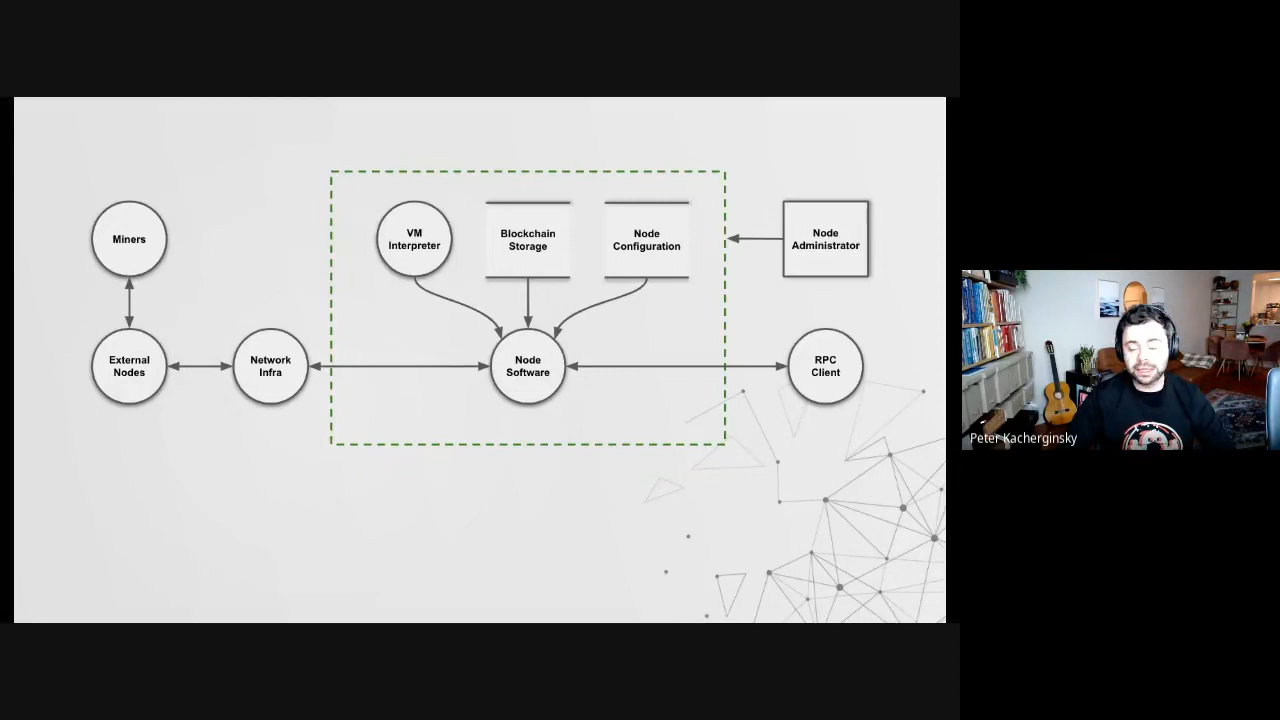 Miners
VM
Interpreter
Blockchain
Storage
Node
Configuration
Node
Administrator
External
Nodes
Network
Infra
Node
Software
RPC
Client
Peter Kacherginsky